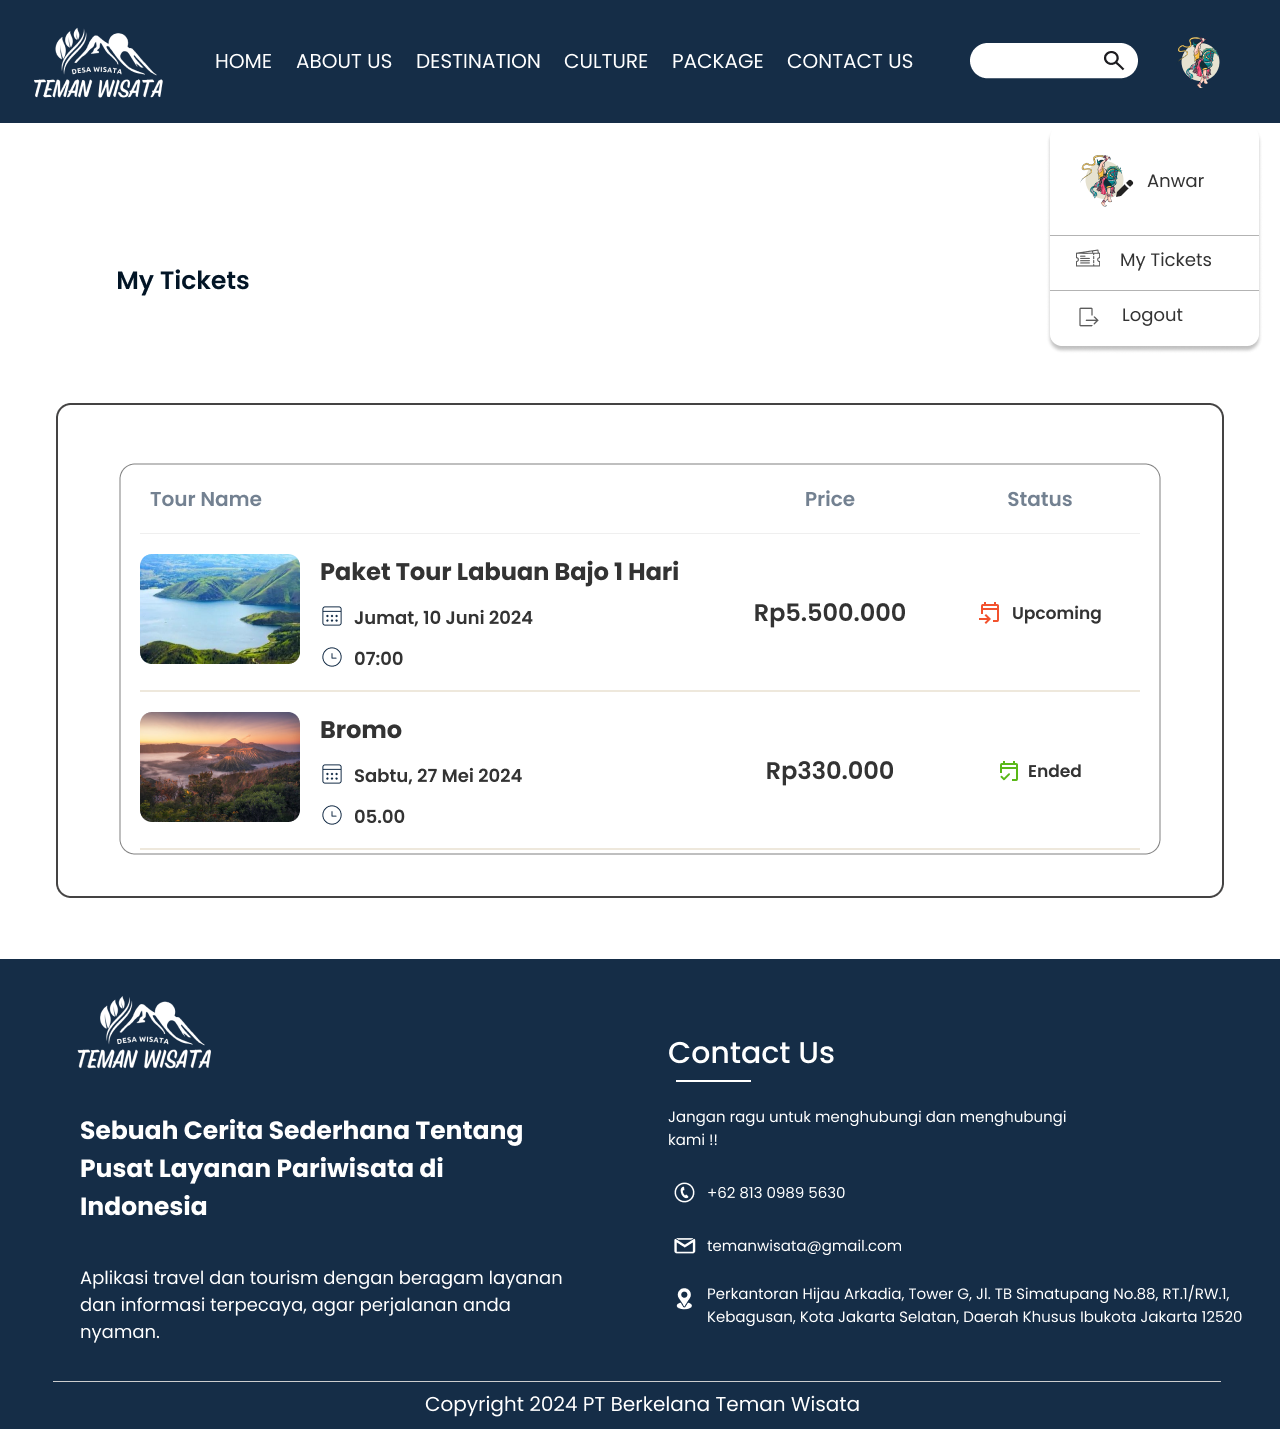 DESA WISATA
TEMAN WISATA
HOME ABOUT US DESTINATION CULTURE PACKAGE CONTACT US
Anwar
My Tickets
Logout
My Tickets
Tour Name Price Status
Paket Tour Labuan Bajo 1 Hari
Jumat, 10 Juni 2024
07:00
Rp5.500.000
Upcoming
Bromo
Sabtu, 27 Mei 2024
05.00
Rp330.000
Ended
DESA WISATA
TEMAN WISATA
Sebuah Cerita Sederhana Tentang
Pusat Layanan Pariwisata di
Indonesia
Aplikasi travel dan tourism dengan beragam layanan
dan informasi terpecaya, agar perjalanan anda
nyaman.
Contact Us
Jangan ragu untuk menghubungi dan menghubungi
kami !!
+62 813 0989 5630
temanwisata@gmail.com
Perkantoran Hijau Arkadia, Tower G, Jl. TB Simatupang No.88, RT.1/RW.1,
Kebagusan, Kota Jakarta Selatan, Daerah Khusus Ibukota Jakarta 12520
Copyright 2024 PT Berkelana Teman Wisata